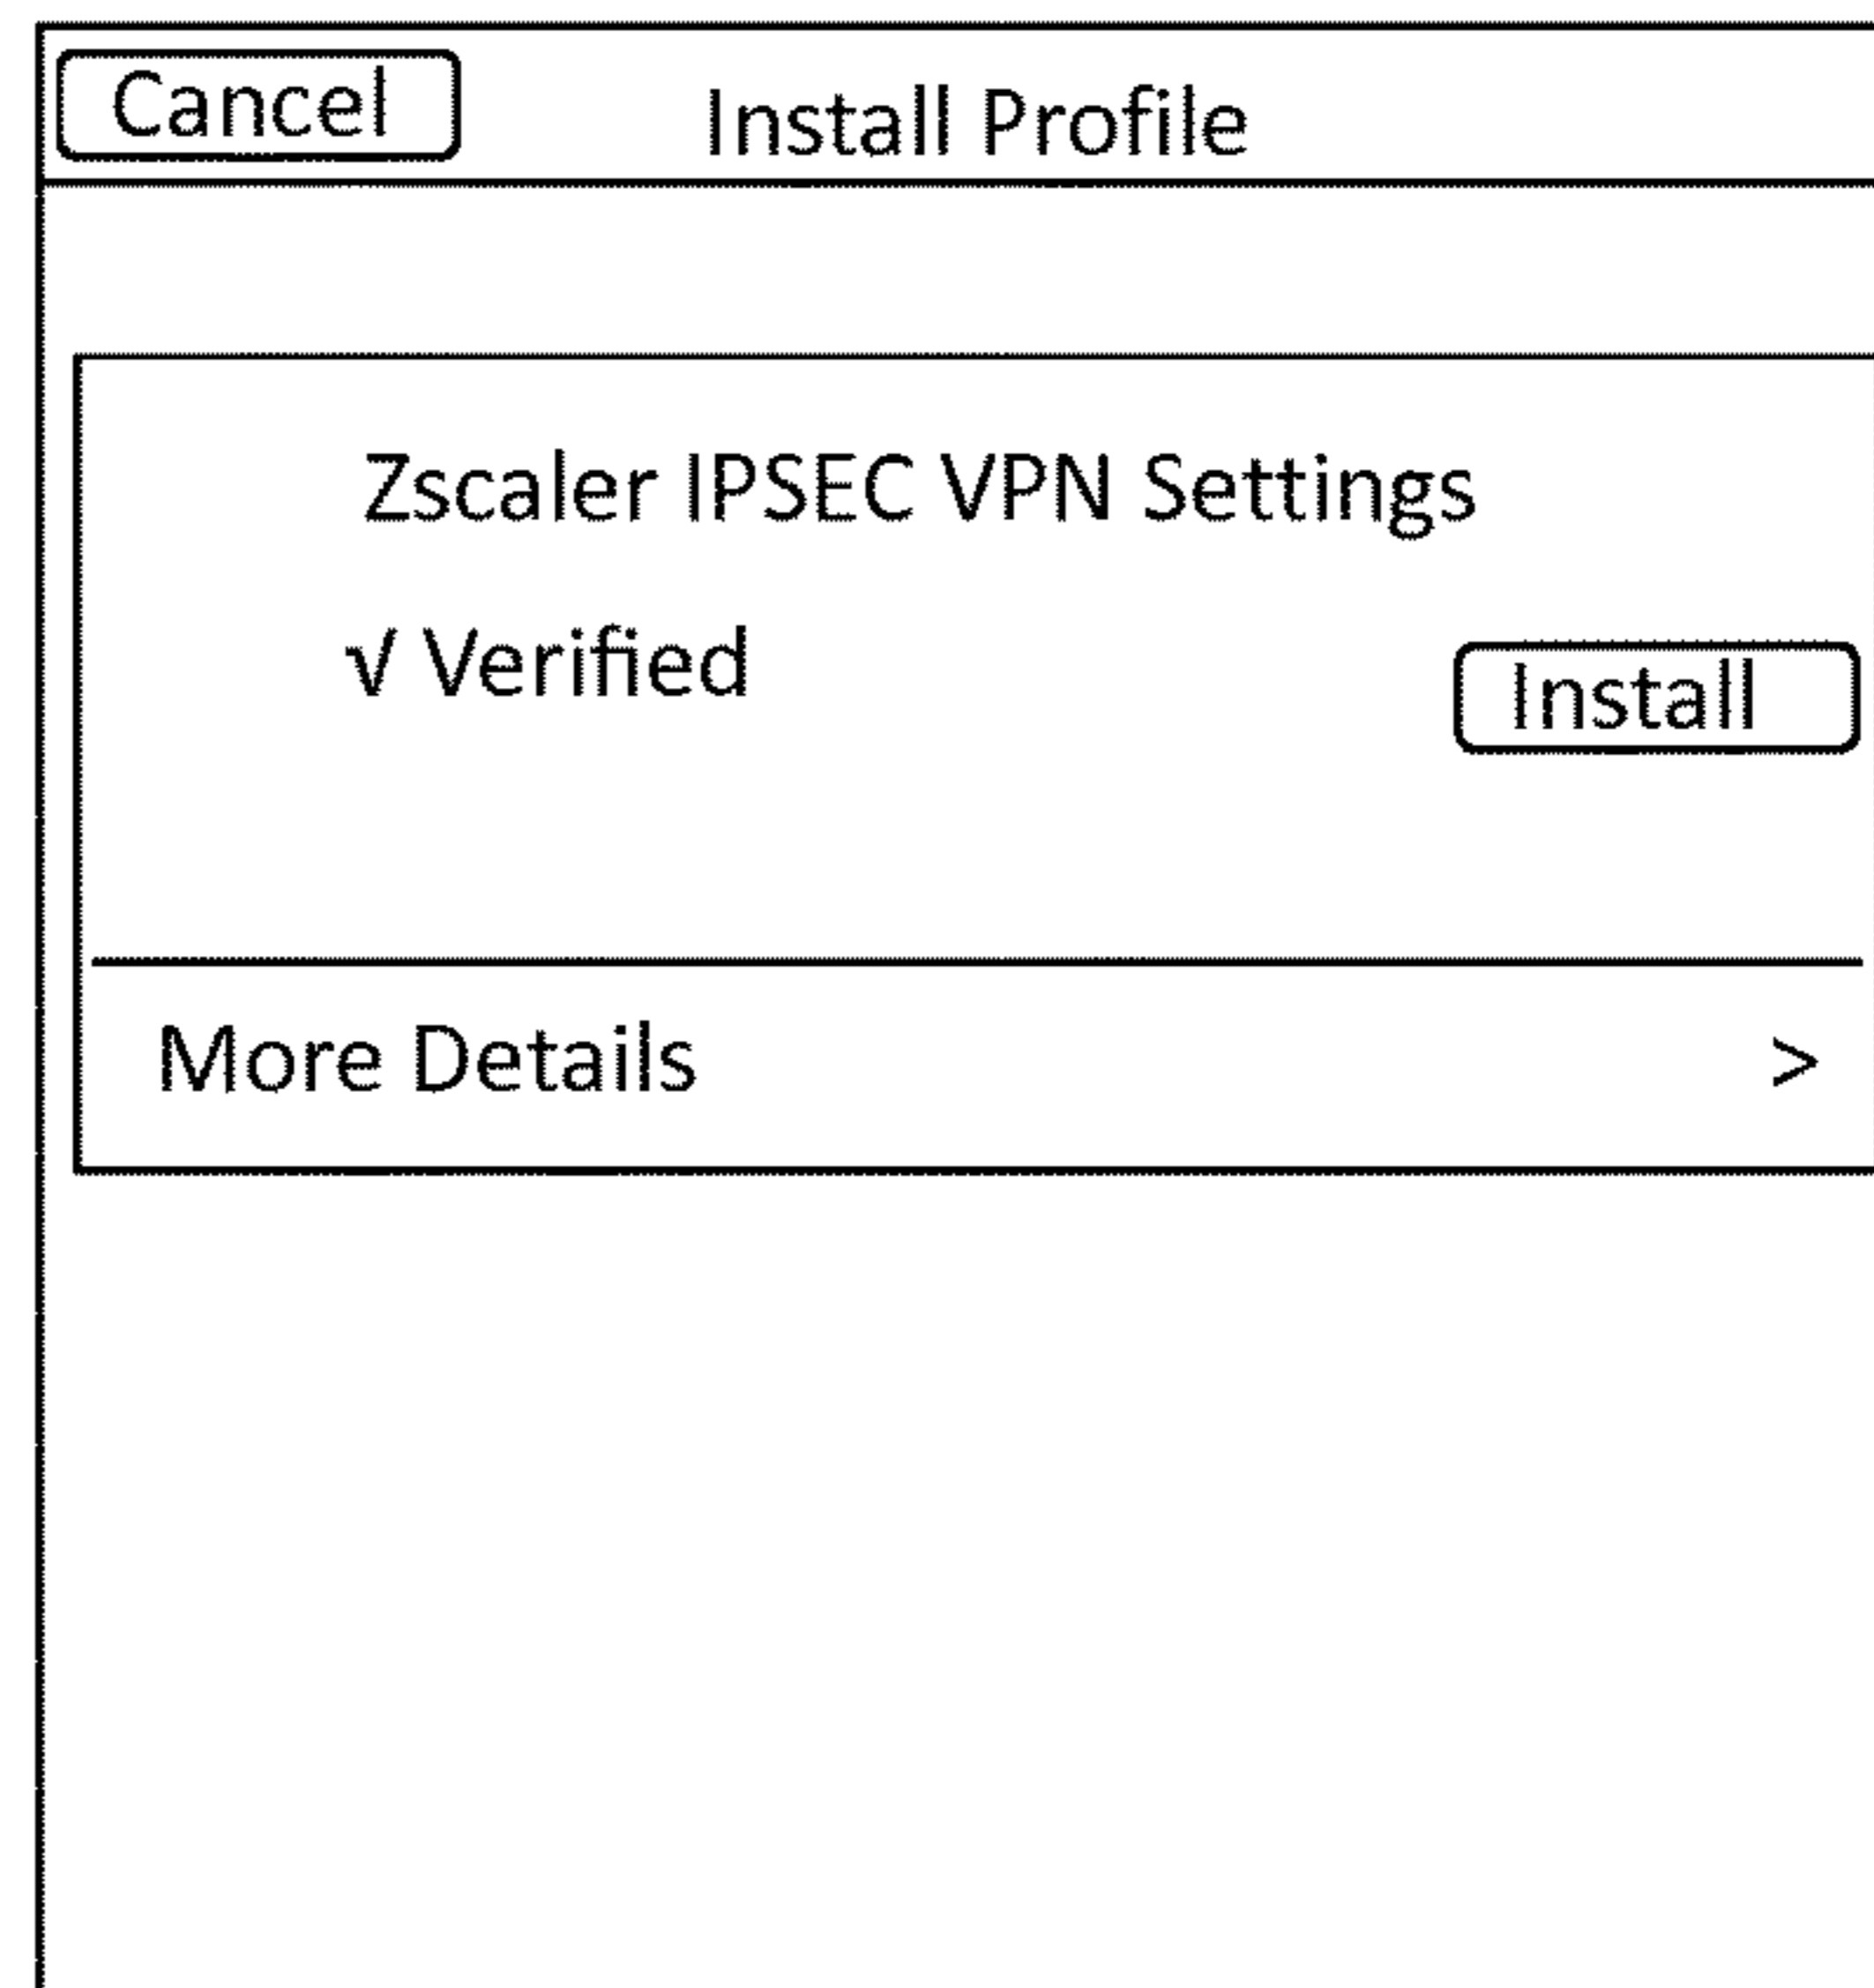 Cancel Install Profile
Zscaler IPSEC VPN Settings
√ Verified
Install
More Details >